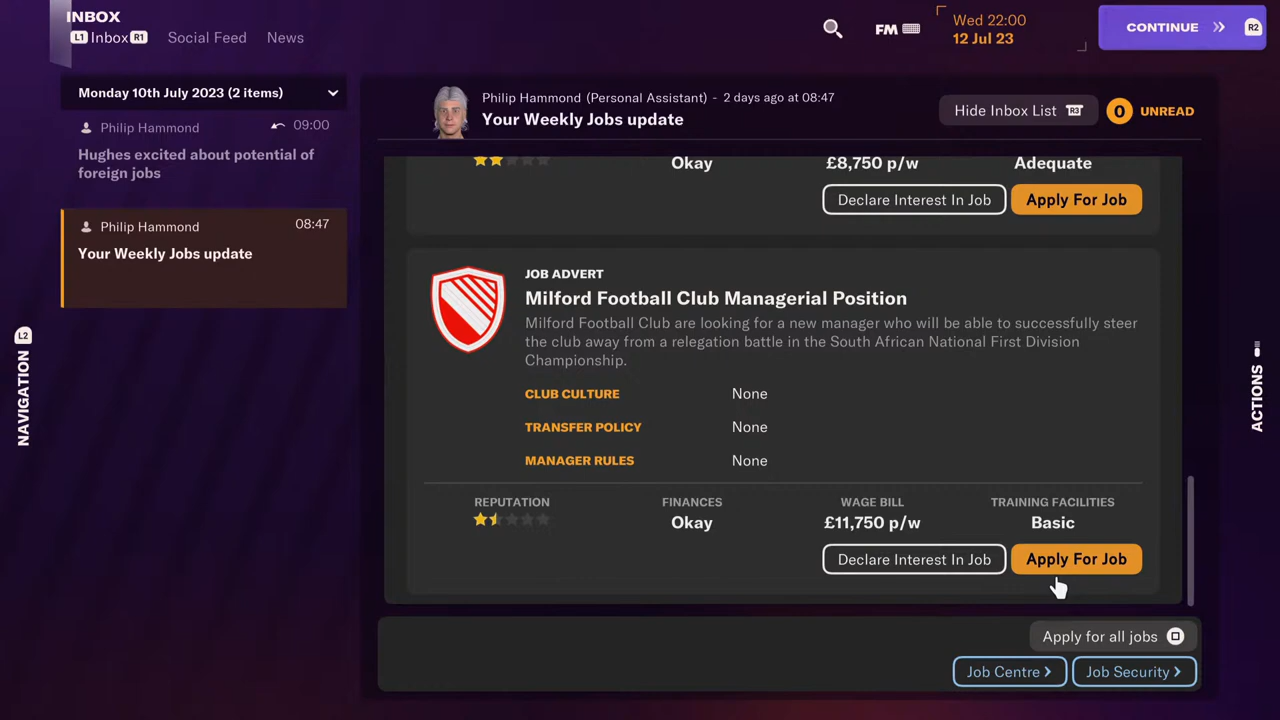 INBOX
L1 Inbox R1 Social Feed News
FM
Wed 22:00
12 Jul 23
CONTINUE R2
Monday 10th July 2023 (2 items)
Philip Hammond 09:00
Hughes excited about potential of
foreign jobs
Philip Hammond 08:47
Your Weekly Jobs update
L2
NAVIGATION
Philip Hammond (Personal Assistant) - 2 days ago at 08:47
Your Weekly Jobs update
Hide Inbox List R3
0 UNREAD
Okay £8,750 p/w Adequate
Declare Interest In Job Apply For Job
JOB ADVERT
Milford Football Club Managerial Position
Milford Football Club are looking for a new manager who will be able to successfully steer
the club away from a relegation battle in the South African National First Division
Championship.
CLUB CULTURE None
TRANSFER POLICY None
MANAGER RULES None
REPUTATION FINANCES WAGE BILL TRAINING FACILITIES
Okay £11,750 p/w Basic
Declare Interest In Job Apply For Job
Apply for all jobs
Job Centre > Job Security >
ACTIONS